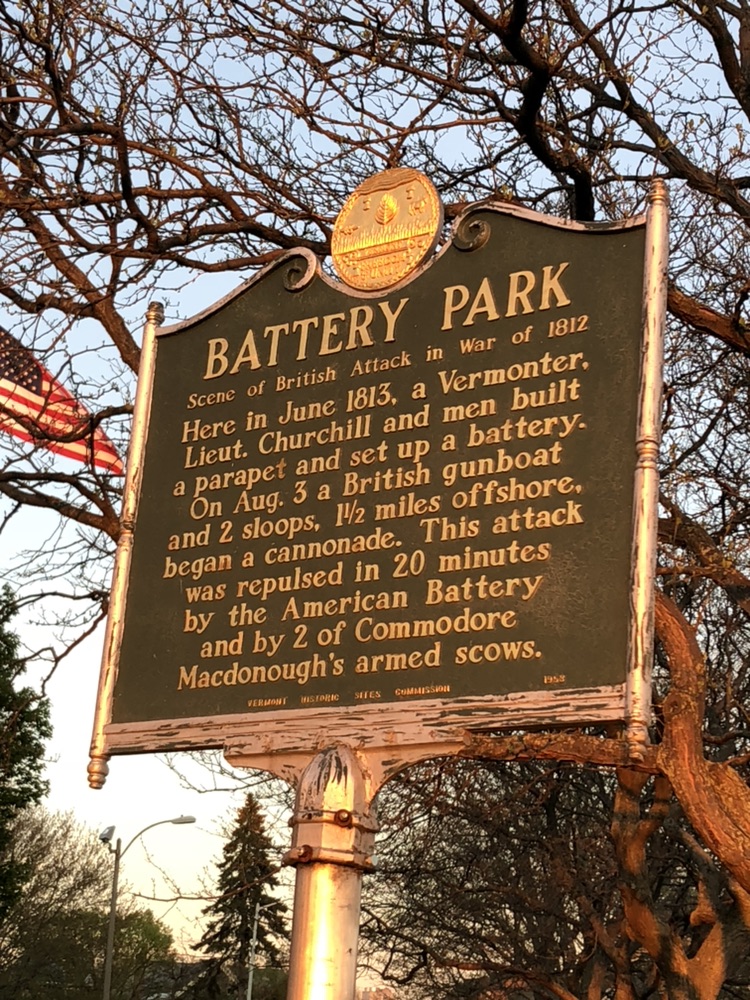 BATTERY PARK
Scene of British Attack in War of 1812
Here in June 1813, a Vermonter,
Lieut. Churchill and men built
a parapet and set up a battery.
On Aug. 3 a British gunboat
and 2 sloops, 1 1/2 miles offshore,
began a cannonade. This attack
was repulsed in 20 minutes
by the American Battery
and by 2 of Commodore
Macdonough's armed scows.
VERMONT HISTORIC SITES COMMISSION 1958